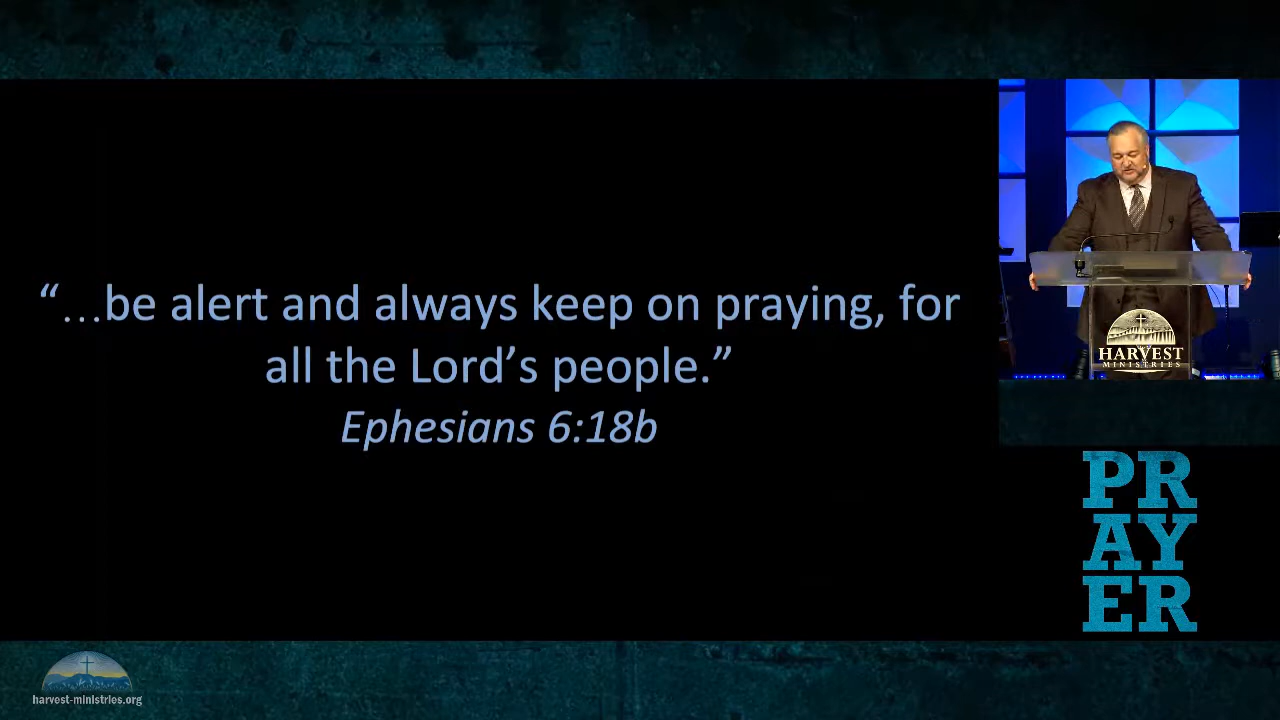 “…be alert and always keep on praying, for
all the Lord’s people.”
Ephesians 6:18b
HARVEST
MINISTRIES
PR
AY
ER
harvest-ministries.org